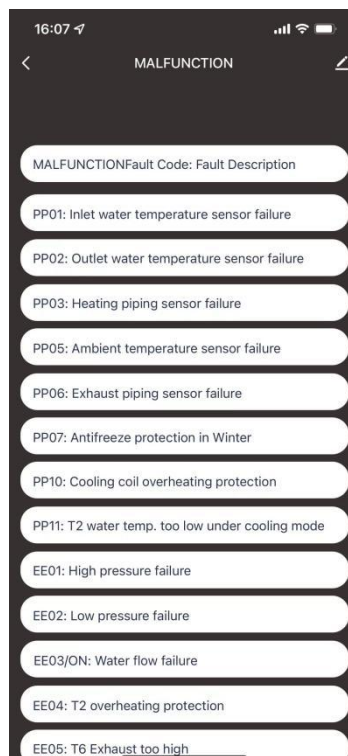 16:07
MALFUNCTION
MALFUNCTIONFault Code: Fault Description
PP01: Inlet water temperature sensor failure
PP02: Outlet water temperature sensor failure
PP03: Heating piping sensor failure
PP05: Ambient temperature sensor failure
PP06: Exhaust piping sensor failure
PP07: Antifreeze protection in Winter
PP10: Cooling coil overheating protection
PP11: T2 water temp. too low under cooling mode
EE01: High pressure failure
EE02: Low pressure failure
EE03/ON: Water flow failure
EE04: T2 overheating protection
EE05: T6 Exhaust too high